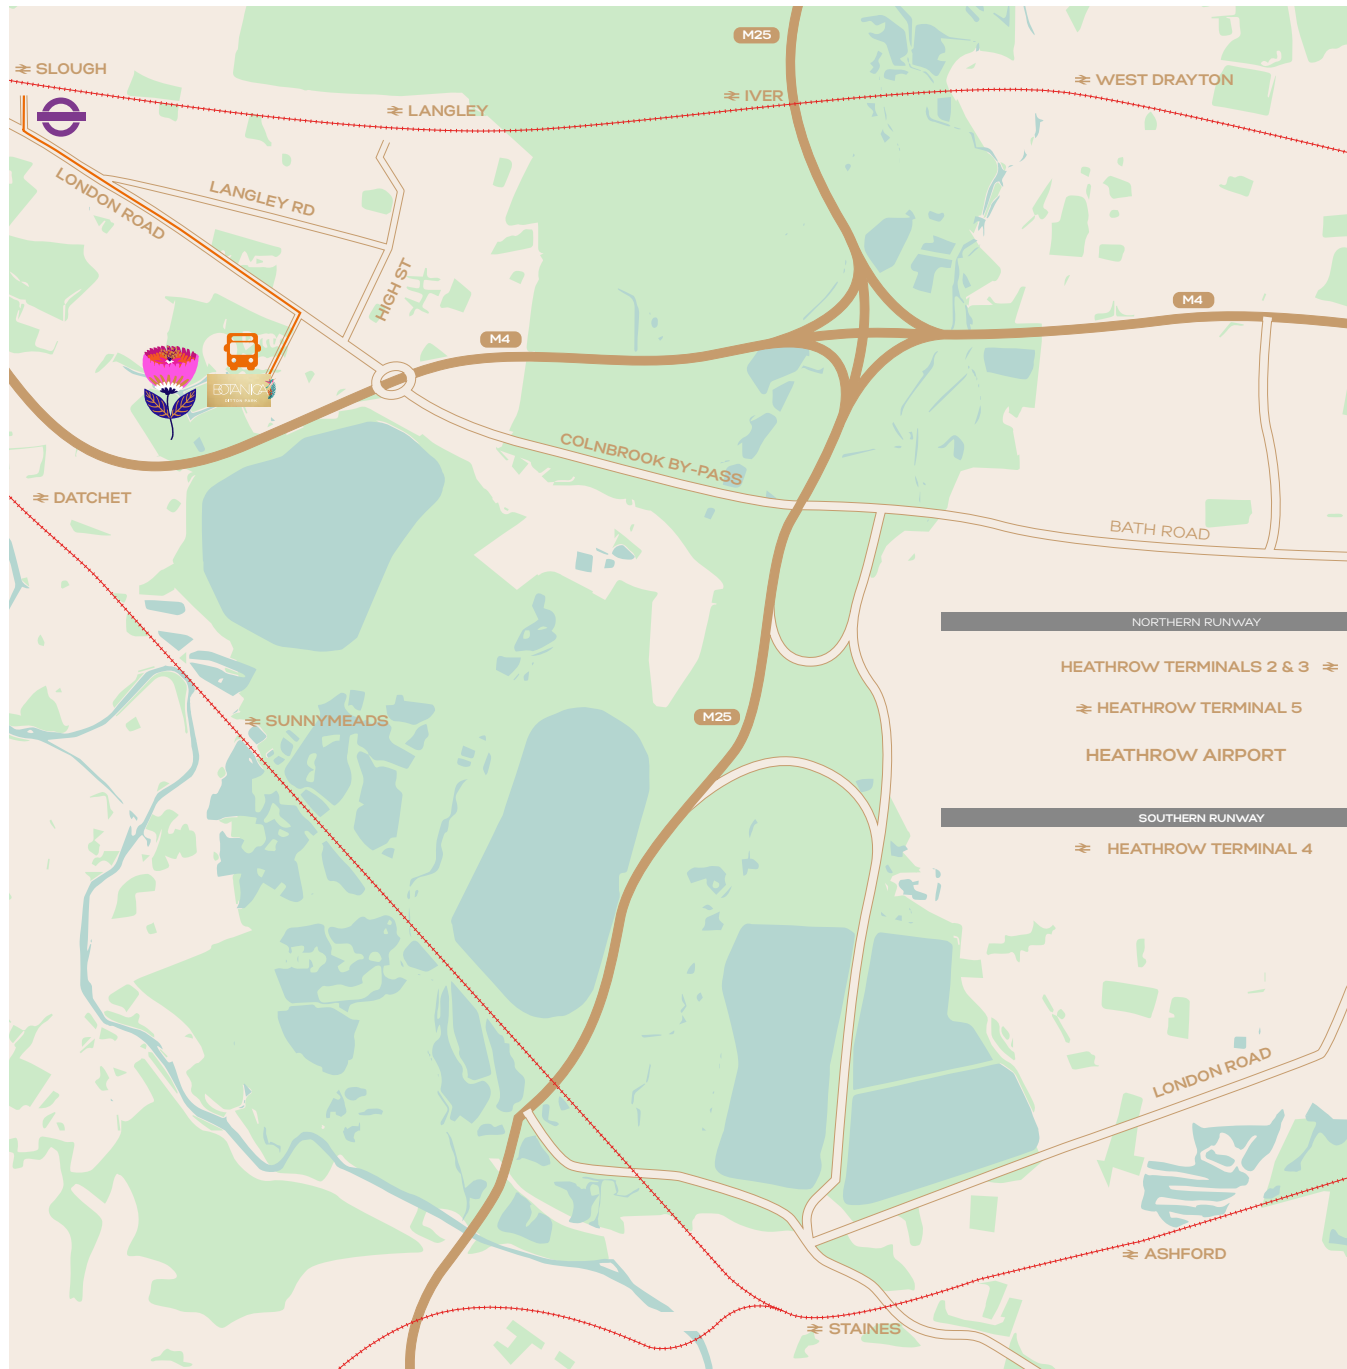 M25
SLOUGH
WEST DRAYTON
IVER
LANGLEY
LONDON ROAD
LANGLEY RD
HIGH ST
M4
M4
BOTANICA
DITTON PARK
COLNBROOK BY-PASS
DATCHET
BATH ROAD
NORTHERN RUNWAY
HEATHROW TERMINALS 2 & 3
HEATHROW TERMINAL 5
M25
SUNNYMEADS
HEATHROW AIRPORT
SOUTHERN RUNWAY
HEATHROW TERMINAL 4
LONDON ROAD
ASHFORD
STAINES